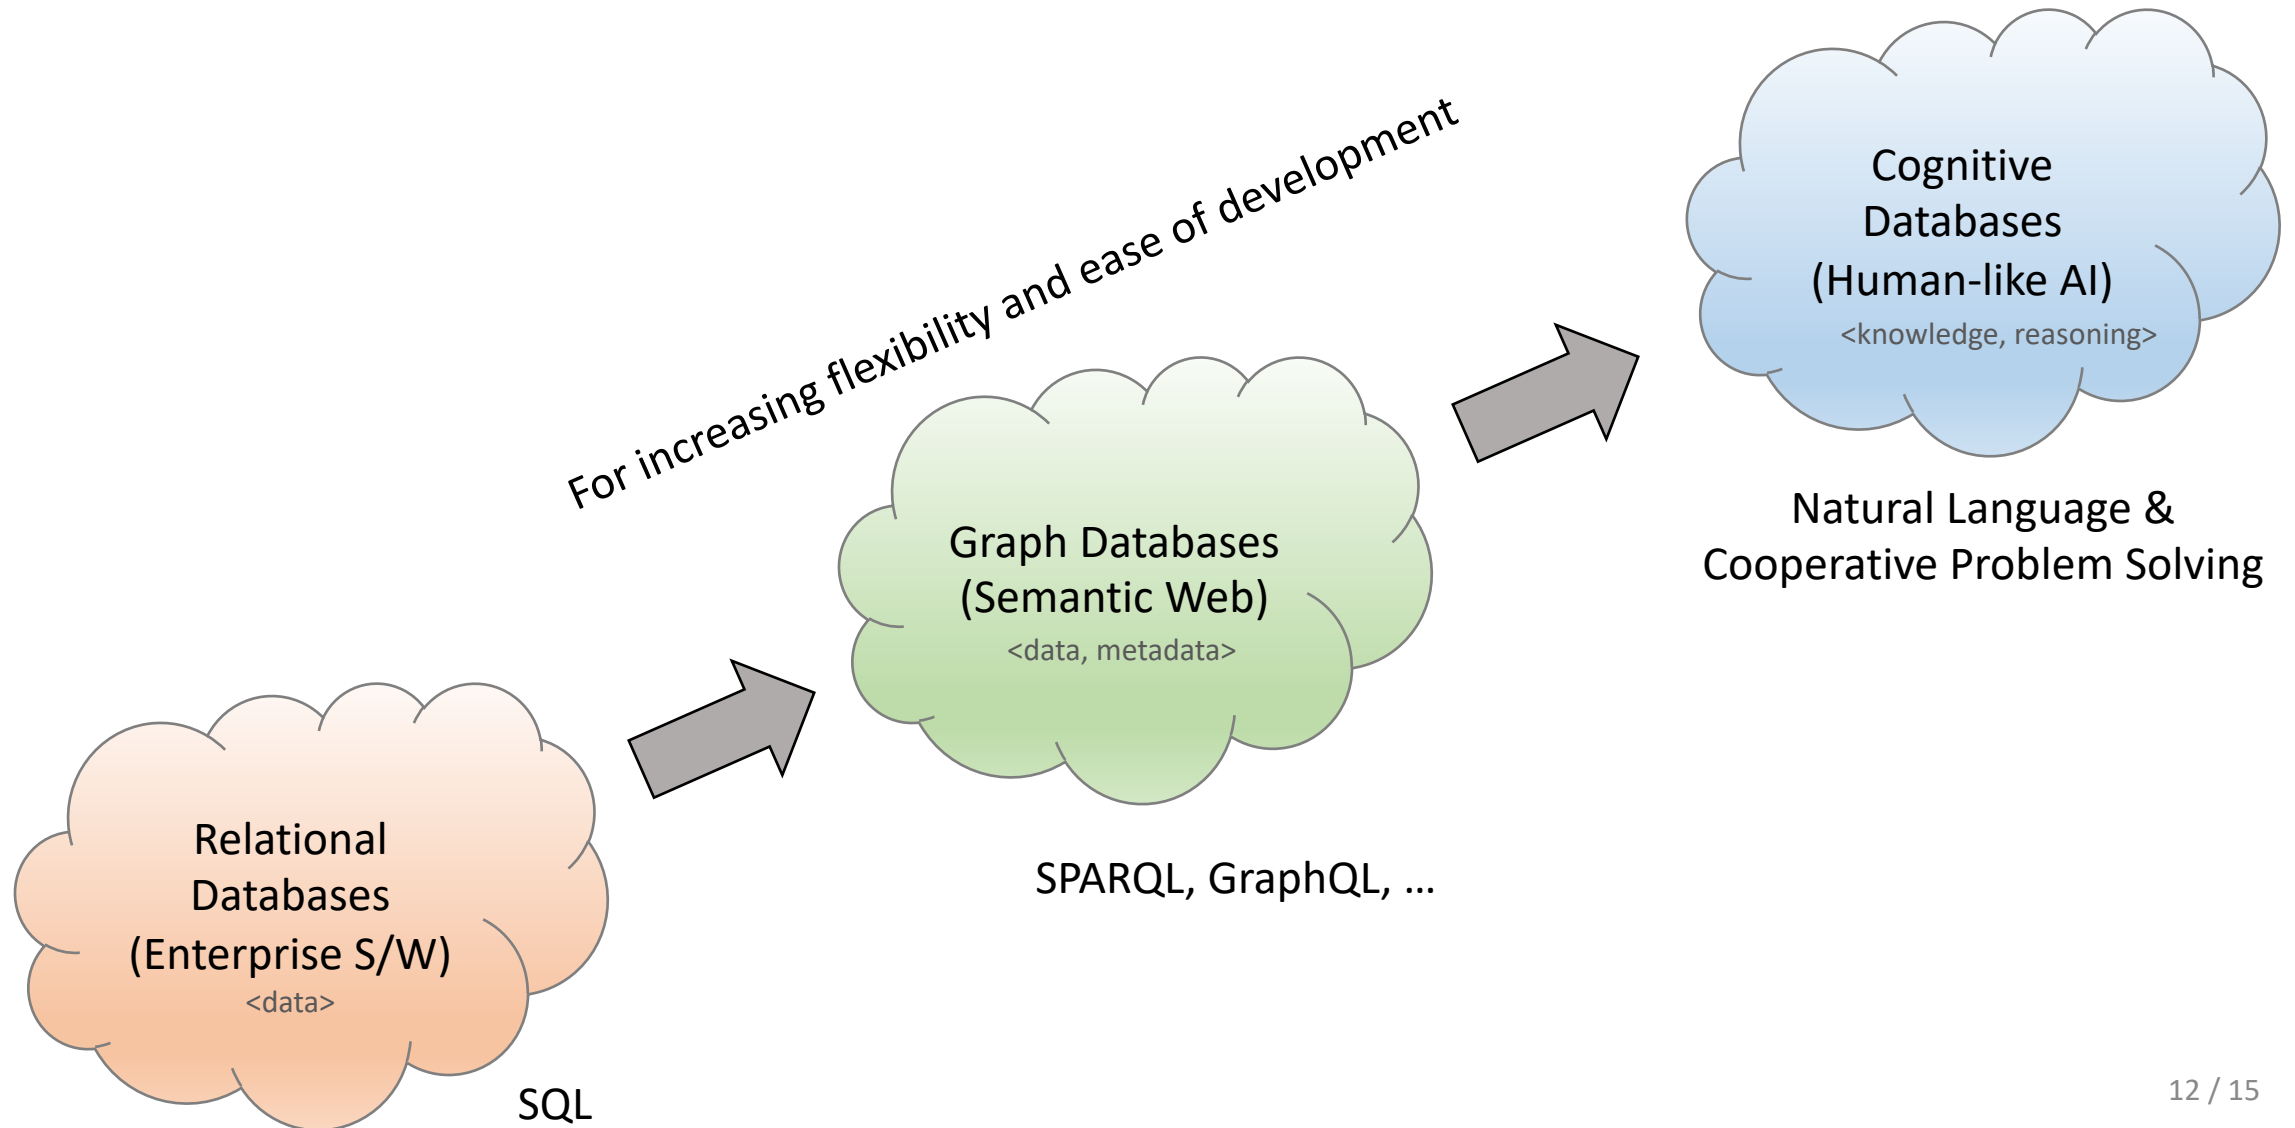 For increasing flexibility and ease of development
Cognitive
Databases
(Human-like AI)
<knowledge, reasoning>
Natural Language &
Cooperative Problem Solving
Graph Databases
(Semantic Web)
<data, metadata>
SPARQL, GraphQL, ...
Relational
Databases
(Enterprise S/W)
<data>
SQL
12 / 15